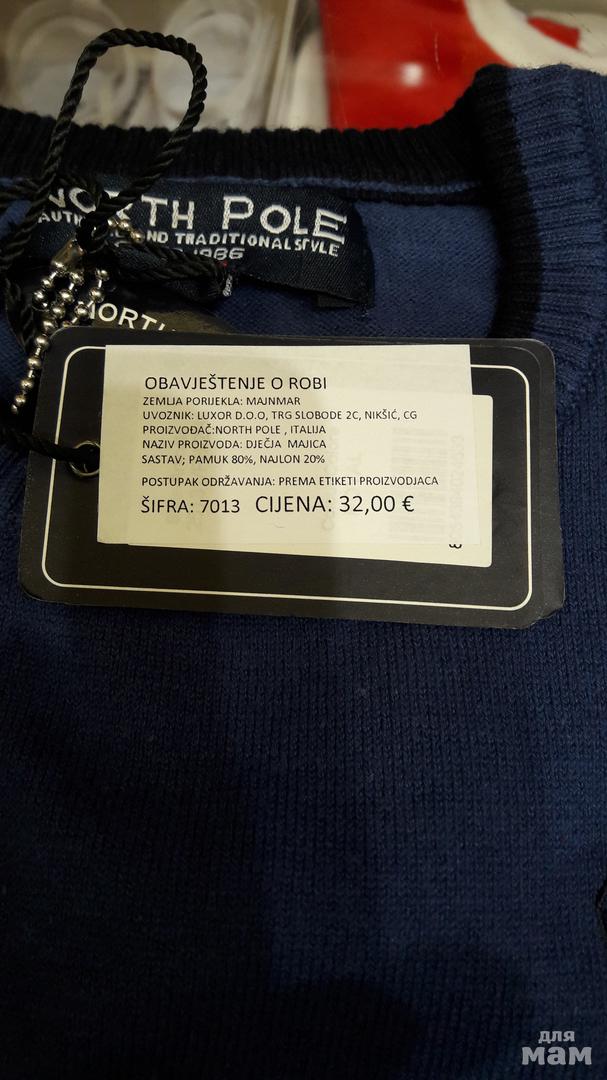 NORTH POLE
AND TRADITIONAL STYLE
1986
NORTH
OBAVJEŠTENJE O ROBI
ZEMLJA PORIJEKLA: MAJNMAR
UVOZNIK: LUXOR D.O.O, TRG SLOBODE 2C, NIKŠIĆ, CG
PROIZVOĐAČ:NORTH POLE , ITALIJA
NAZIV PROIZVODA: DJEČJA MAJICA
SASTAV; PAMUK 80%, NAJLON 20%
POSTUPAK ODRŽAVANJA: PREMA ETIKETI PROIZVODJACA
ŠIFRA: 7013 CIJENA: 32,00 €
для
мам